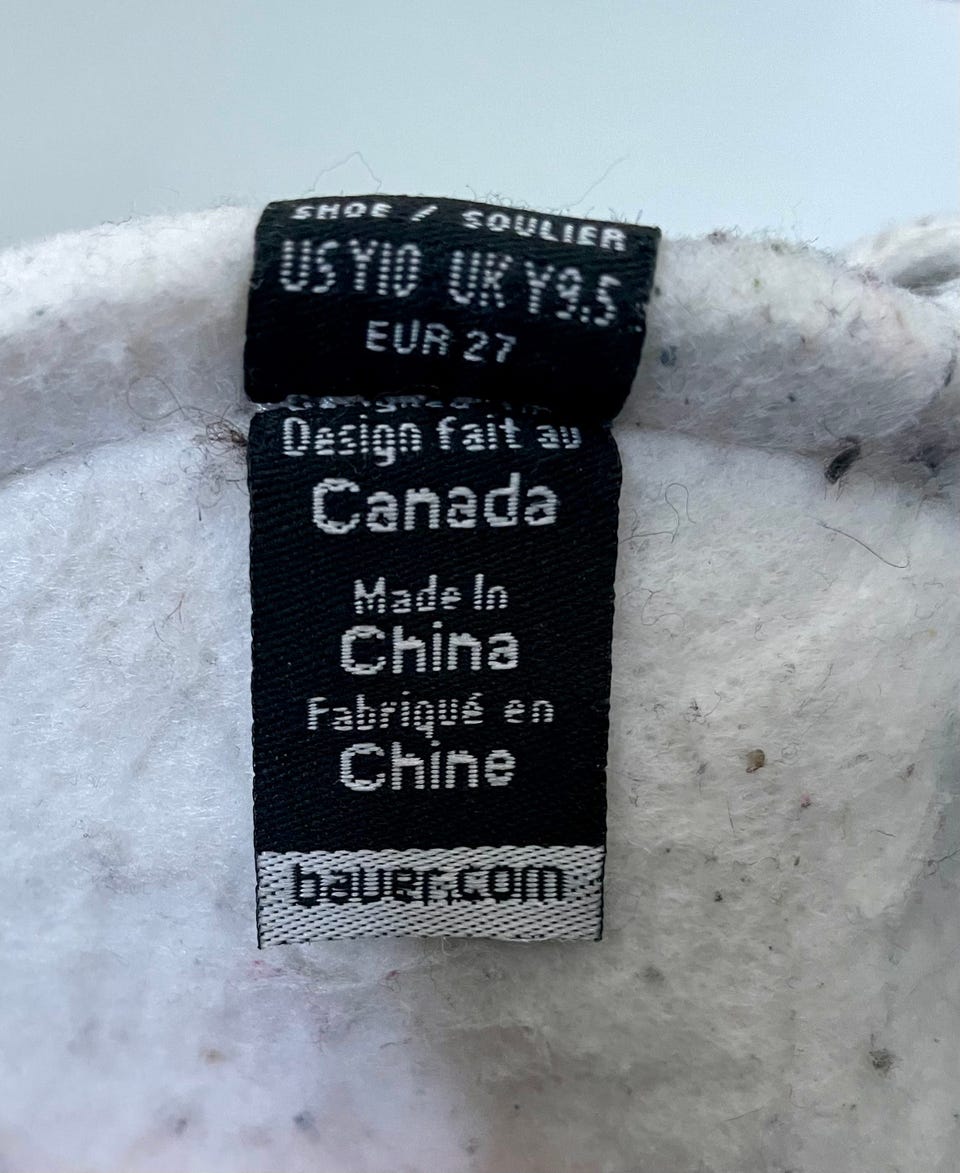 SHOE / SOULIER
US Y10 UK Y9.5
EUR 27
Design fait au
Canada
Made In
China
Fabriqué en
Chine
bauer.com